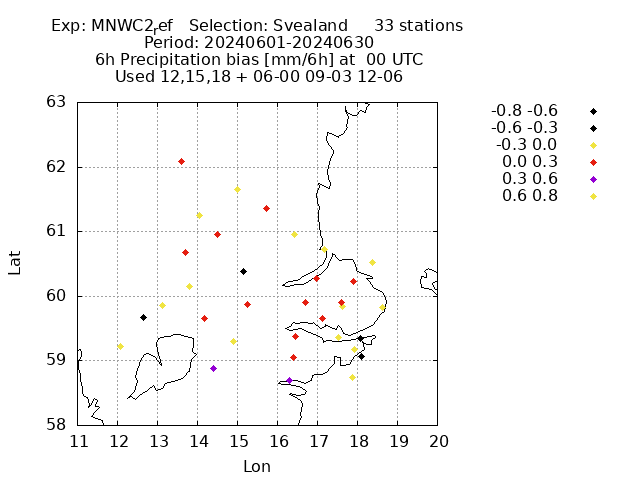 Exp: MNWC2ref   Selection: Svealand     33 stations
Period: 20240601-20240630
6h Precipitation bias [mm/6h] at  00 UTC
Used 12,15,18 + 06-00 09-03 12-06
63
62
61
60
59
58
11 12 13 14 15 16 17 18 19 20
Lat
Lon
-0.8 -0.6
-0.6 -0.3
-0.3 0.0
0.0 0.3
0.3 0.6
0.6 0.8